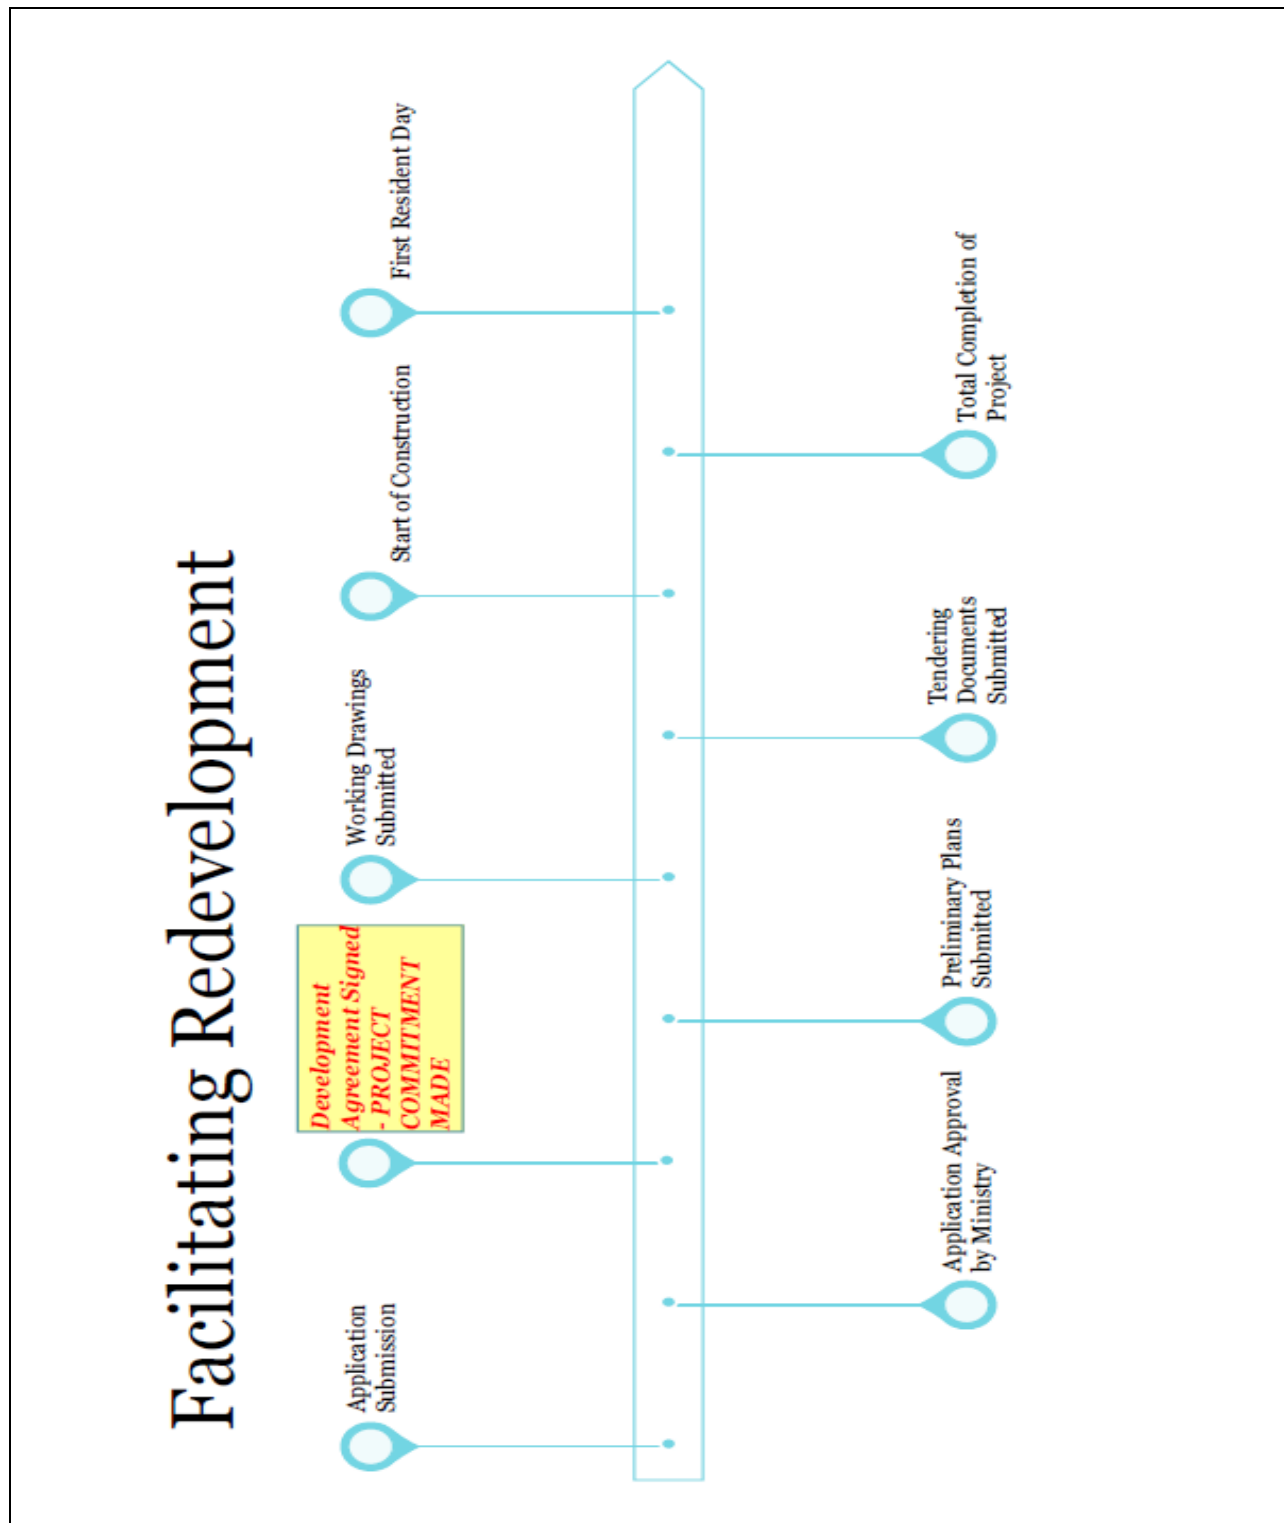 Facilitating Redevelopment
Application
Submission
Development
Agreement Signed
- PROJECT
COMMITMENT
MADE
Working Drawings
Submitted
Start of Construction
First Resident Day
Application Approval
by Ministry
Preliminary Plans
Submitted
Tendering
Documents
Submitted
Total Completion of
Project